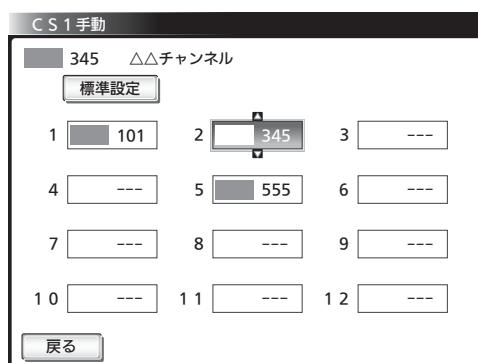 ＣＳ１手動
345 △△チャンネル
標準設定
1 101 2 345 3 ---
4 --- 5 555 6 ---
7 --- 8 --- 9 ---
10 --- 11 --- 12 ---
戻る